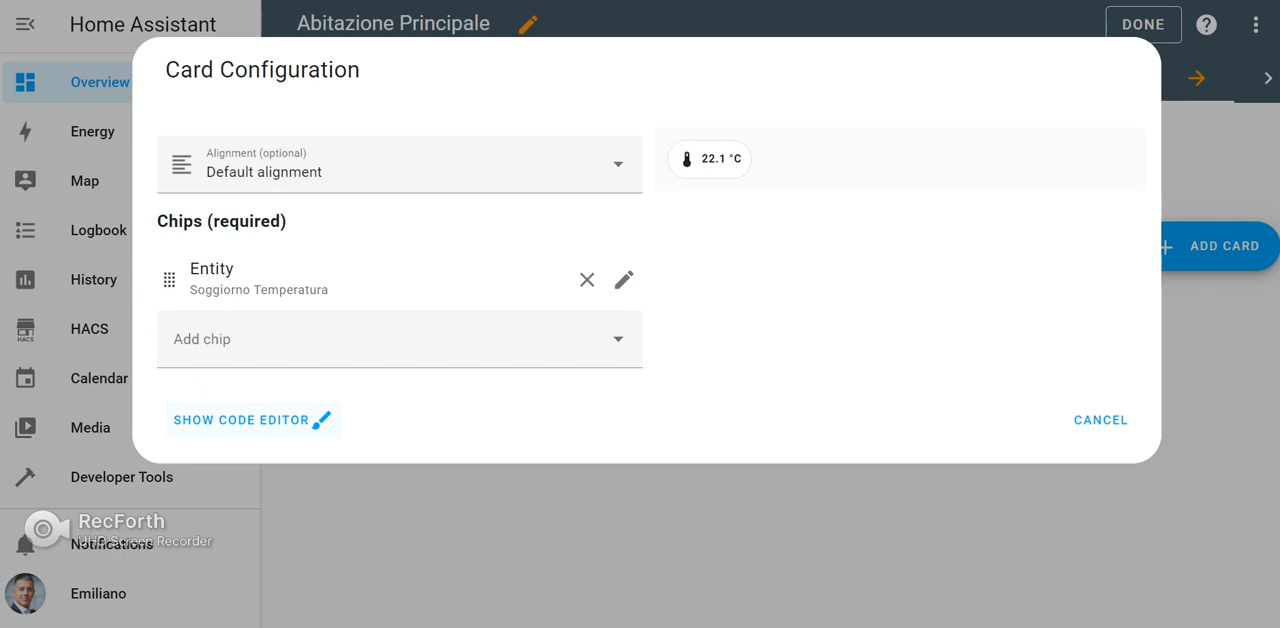 Home Assistant
Abitazione Principale
DONE
Card Configuration
Overview
Energy
Map
Logbook
History
HACS
HACS
Calendar
Media
Developer Tools
Notifications
Emiliano
Alignment (optional)
Default alignment
22.1 °C
Chips (required)
Entity
Soggiorno Temperatura
Add chip
SHOW CODE EDITOR
CANCEL
ADD CARD
RecForth
UHD Screen Recorder